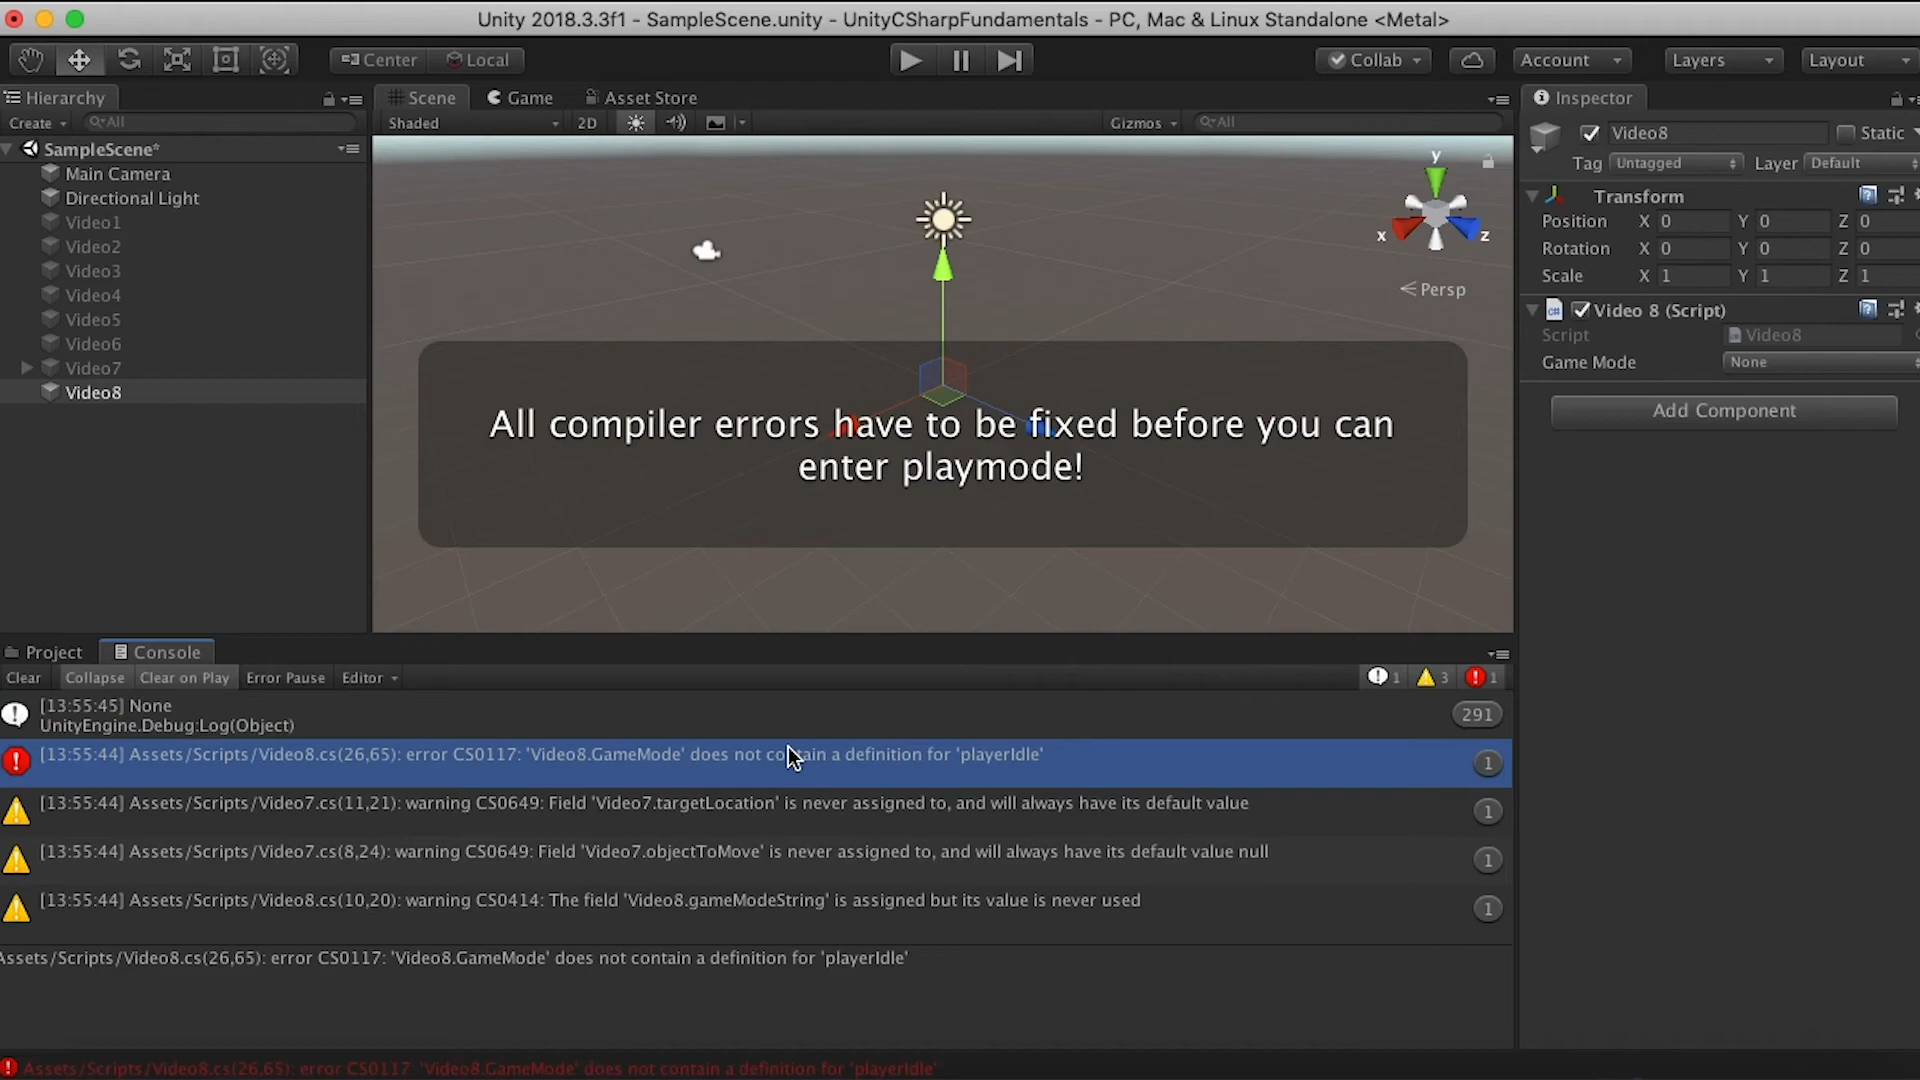 Unity 2018.3.3f1 - SampleScene.unity - UnityCSharpFundamentals - PC, Mac & Linux Standalone <Metal>
Center Local Collab Account Layers Layout
Hierarchy
Create All
SampleScene*
Main Camera
Directional Light
Video1
Video2
Video3
Video4
Video5
Video6
Video7
Video8
Scene Game Asset Store
Shaded 2D Gizmos All
y
x z
Persp
All compiler errors have to be fixed before you can
enter playmode!
Inspector
Video8 Static
Tag Untagged Layer Default
Transform
Position X 0 Y 0 Z 0
Rotation X 0 Y 0 Z 0
Scale X 1 Y 1 Z 1
Video 8 (Script)
Script Video8
Game Mode None
Add Component
Project Console
Clear Collapse Clear on Play Error Pause Editor 1 3 1
[13:55:45] None
UnityEngine.Debug:Log(Object)
291
[13:55:44] Assets/Scripts/Video8.cs(26,65): error CS0117: 'Video8.GameMode' does not contain a definition for 'playerIdle'
1
[13:55:44] Assets/Scripts/Video7.cs(11,21): warning CS0649: Field 'Video7.targetLocation' is never assigned to, and will always have its default value
1
[13:55:44] Assets/Scripts/Video7.cs(8,24): warning CS0649: Field 'Video7.objectToMove' is never assigned to, and will always have its default value null
1
[13:55:44] Assets/Scripts/Video8.cs(10,20): warning CS0414: The field 'Video8.gameModeString' is assigned but its value is never used
1
Assets/Scripts/Video8.cs(26,65): error CS0117: 'Video8.GameMode' does not contain a definition for 'playerIdle'
Assets/Scripts/Video8.cs(26,65): error CS0117: 'Video8.GameMode' does not contain a definition for 'playerIdle'